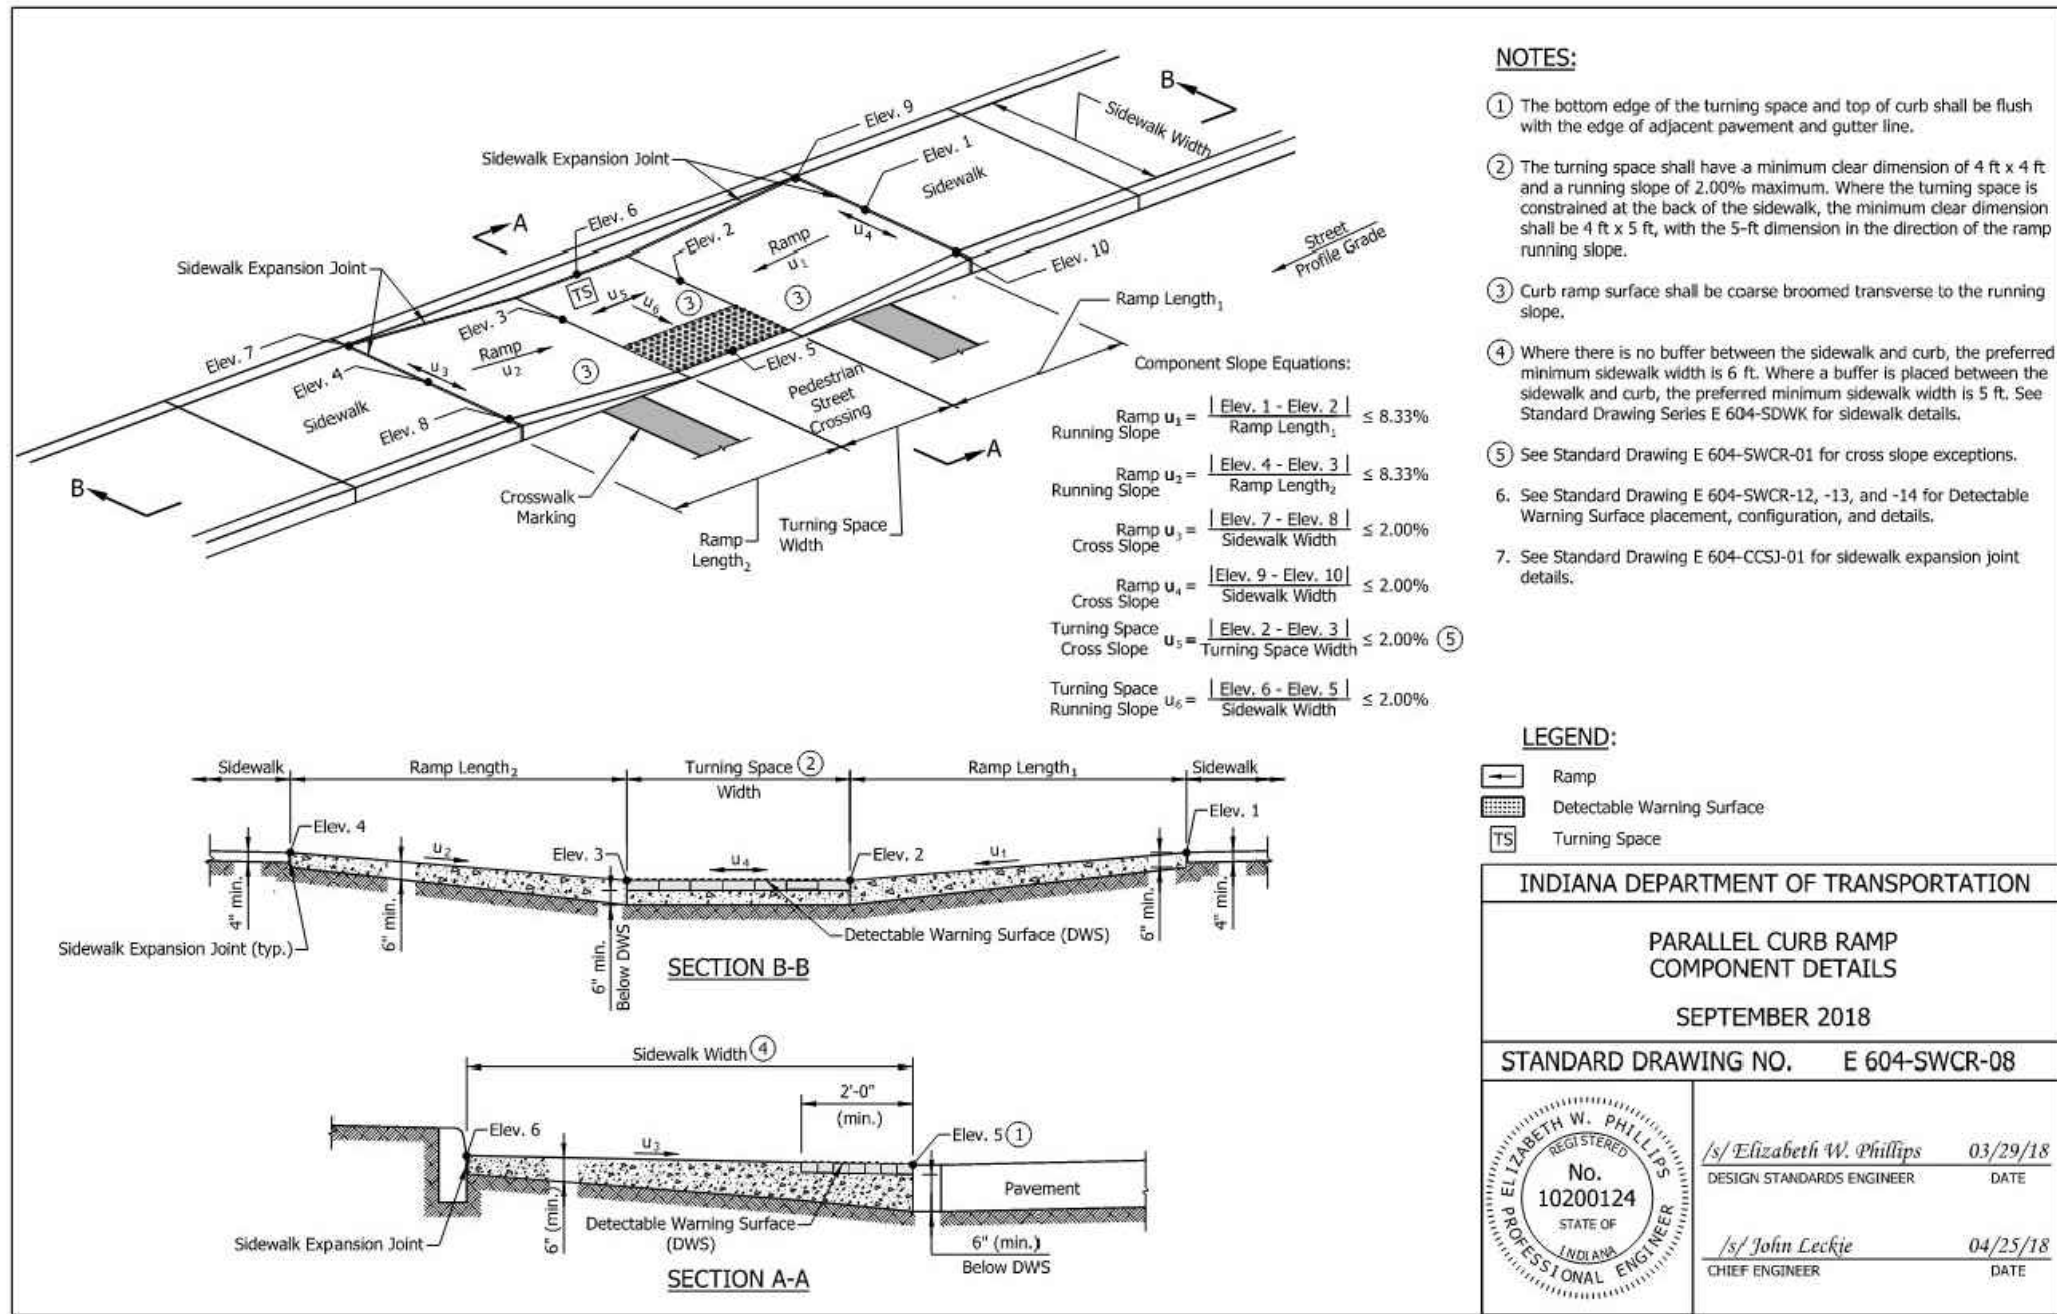 B
Elev. 9
Sidewalk Width
Sidewalk Expansion Joint
Elev. 1
Sidewalk
A
Elev. 6
Elev. 2
Ramp
u₁
u₄
Street
Profile Grade
Sidewalk Expansion Joint
TS
u₅
u₆
3
3
Elev. 10
Ramp Length₁
Elev. 7
Elev. 3
Ramp
u₂
Elev. 5
Elev. 4
u₃
3
Sidewalk
Elev. 8
Pedestrian
Street
Crossing
B
A
Crosswalk
Marking
Ramp
Length₂
Turning Space
Width
Component Slope Equations:
Ramp u₁ = | Elev. 1 - Elev. 2 | ≤ 8.33%
Running Slope Ramp Length₁
Ramp u₂ = | Elev. 4 - Elev. 3 | ≤ 8.33%
Running Slope Ramp Length₂
Ramp u₃ = | Elev. 7 - Elev. 8 | ≤ 2.00%
Cross Slope Sidewalk Width
Ramp u₄ = |Elev. 9 - Elev. 10| ≤ 2.00%
Cross Slope Sidewalk Width
Turning Space u₅ = | Elev. 2 - Elev. 3 | ≤ 2.00% 5
Cross Slope Turning Space Width
Turning Space u₆ = | Elev. 6 - Elev. 5 | ≤ 2.00%
Running Slope Sidewalk Width
NOTES:
1 The bottom edge of the turning space and top of curb shall be flush
with the edge of adjacent pavement and gutter line.
2 The turning space shall have a minimum clear dimension of 4 ft x 4 ft
and a running slope of 2.00% maximum. Where the turning space is
constrained at the back of the sidewalk, the minimum clear dimension
shall be 4 ft x 5 ft, with the 5-ft dimension in the direction of the ramp
running slope.
3 Curb ramp surface shall be coarse broomed transverse to the running
slope.
4 Where there is no buffer between the sidewalk and curb, the preferred
minimum sidewalk width is 6 ft. Where a buffer is placed between the
sidewalk and curb, the preferred minimum sidewalk width is 5 ft. See
Standard Drawing Series E 604-SDWK for sidewalk details.
5 See Standard Drawing E 604-SWCR-01 for cross slope exceptions.
6. See Standard Drawing E 604-SWCR-12, -13, and -14 for Detectable
Warning Surface placement, configuration, and details.
7. See Standard Drawing E 604-CCSJ-01 for sidewalk expansion joint
details.
Sidewalk Ramp Length₂ Turning Space 2 Ramp Length₁ Sidewalk
Width
Elev. 4
u₂
Elev. 3
u₄
Elev. 2
u₁
Elev. 1
4" min.
6" min.
6" min.
Below DWS
6" min.
4" min.
Sidewalk Expansion Joint (typ.)
Detectable Warning Surface (DWS)
SECTION B-B
Sidewalk Width 4
2'-0"
(min.)
Elev. 6
u₃
Elev. 5 1
Pavement
6" (min.)
Detectable Warning Surface
(DWS)
Sidewalk Expansion Joint
6" (min.)
Below DWS
SECTION A-A
LEGEND:
Ramp
Detectable Warning Surface
TS Turning Space
INDIANA DEPARTMENT OF TRANSPORTATION
PARALLEL CURB RAMP
COMPONENT DETAILS
SEPTEMBER 2018
STANDARD DRAWING NO. E 604-SWCR-08
ELIZABETH W. PHILLIPS
REGISTERED
No.
10200124
STATE OF
INDIANA
PROFESSIONAL ENGINEER
/s/ Elizabeth W. Phillips 03/29/18
DESIGN STANDARDS ENGINEER DATE
/s/ John Leckie 04/25/18
CHIEF ENGINEER DATE